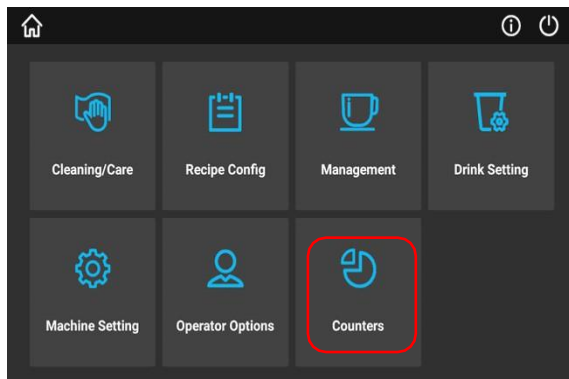 Cleaning/Care
Recipe Config
Management
Drink Setting
Machine Setting
Operator Options
Counters